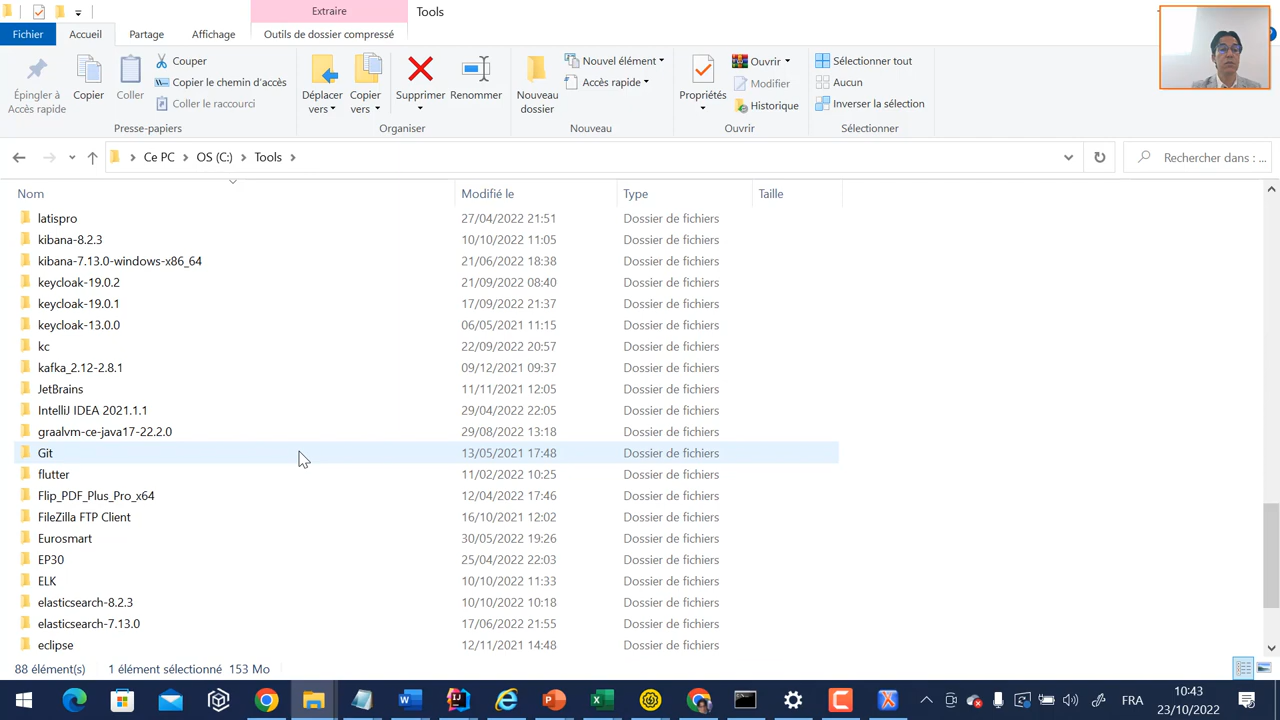 Extraire
Tools
Fichier
Accueil
Partage
Affichage
Outils de dossier compressé
Épingler à Accès rapide
Copier
Coller
Couper
Copier le chemin d'accès
Coller le raccourci
Presse-papiers
Déplacer vers
Copier vers
Supprimer
Renommer
Organiser
Nouveau dossier
Nouvel élément
Accès rapide
Nouveau
Propriétés
Ouvrir
Modifier
Historique
Ouvrir
Sélectionner tout
Aucun
Inverser la sélection
Sélectionner
Ce PC > OS (C:) > Tools >
Rechercher dans : ...
Nom Modifié le Type Taille
latispro 27/04/2022 21:51 Dossier de fichiers
kibana-8.2.3 10/10/2022 11:05 Dossier de fichiers
kibana-7.13.0-windows-x86_64 21/06/2022 18:38 Dossier de fichiers
keycloak-19.0.2 21/09/2022 08:40 Dossier de fichiers
keycloak-19.0.1 17/09/2022 21:37 Dossier de fichiers
keycloak-13.0.0 06/05/2021 11:15 Dossier de fichiers
kc 22/09/2022 20:57 Dossier de fichiers
kafka_2.12-2.8.1 09/12/2021 09:37 Dossier de fichiers
JetBrains 11/11/2021 12:05 Dossier de fichiers
IntelliJ IDEA 2021.1.1 29/04/2022 22:05 Dossier de fichiers
graalvm-ce-java17-22.2.0 29/08/2022 13:18 Dossier de fichiers
Git 13/05/2021 17:48 Dossier de fichiers
flutter 11/02/2022 10:25 Dossier de fichiers
Flip_PDF_Plus_Pro_x64 12/04/2022 17:46 Dossier de fichiers
FileZilla FTP Client 16/10/2021 12:02 Dossier de fichiers
Eurosmart 30/05/2022 19:26 Dossier de fichiers
EP30 25/04/2022 22:03 Dossier de fichiers
ELK 10/10/2022 11:33 Dossier de fichiers
elasticsearch-8.2.3 10/10/2022 10:18 Dossier de fichiers
elasticsearch-7.13.0 17/06/2022 21:55 Dossier de fichiers
eclipse 12/11/2021 14:48 Dossier de fichiers
88 élément(s) 1 élément sélectionné 153 Mo
FRA
10:43
23/10/2022